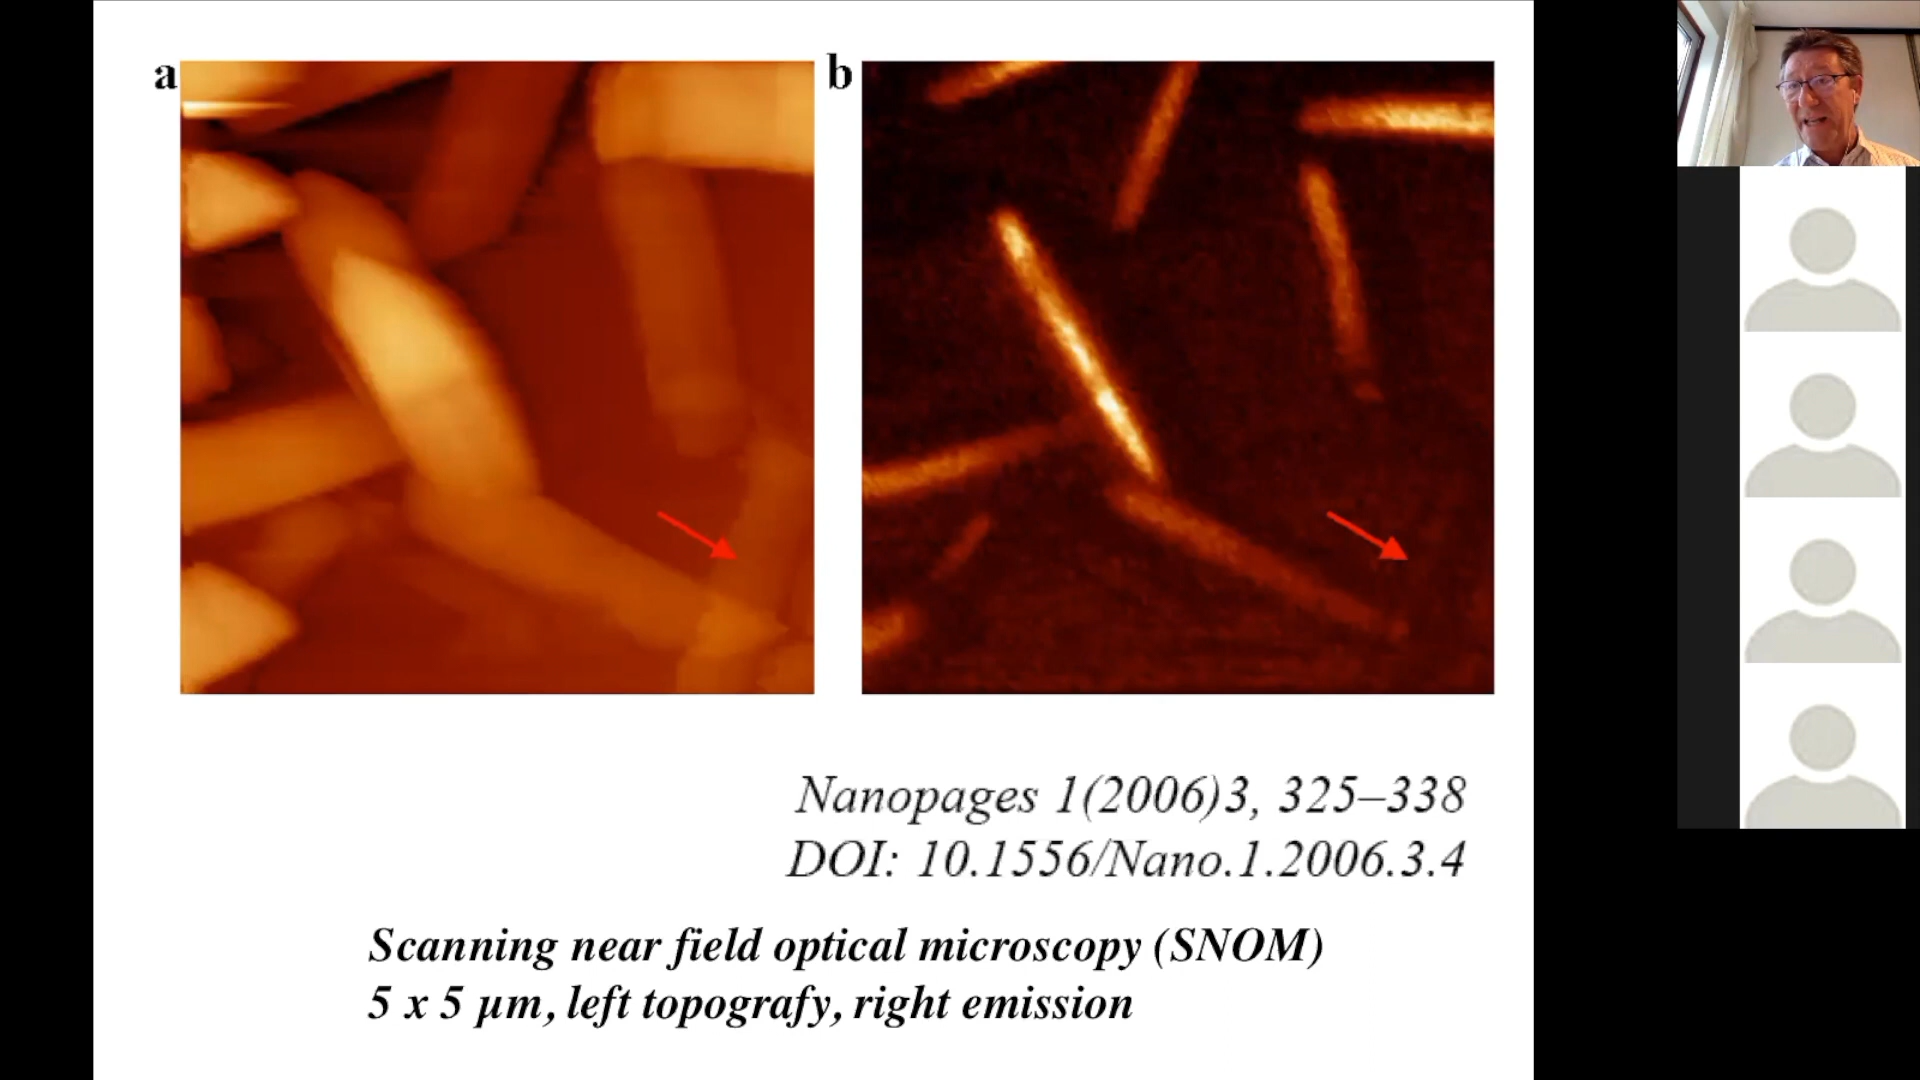 a
b
Nanopages 1(2006)3, 325–338
DOI: 10.1556/Nano.1.2006.3.4
Scanning near field optical microscopy (SNOM)
5 x 5 µm, left topografy, right emission